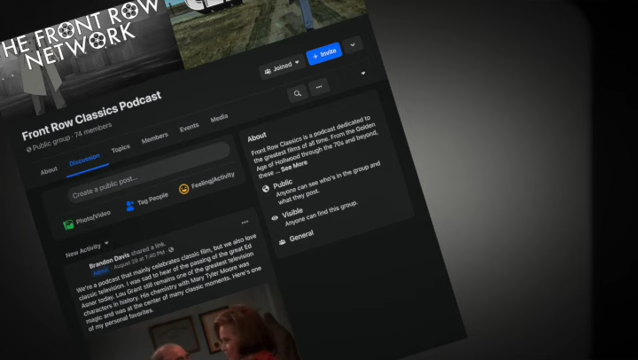 THE FRONT ROW
NETWORK
Joined
+ Invite
Front Row Classics Podcast
Public group · 74 members
About
Discussion
Topics
Members
Events
Media
Create a public post...
Photo/Video
Tag People
Feeling/Activity
New Activity
Brandon Davis shared a link.
August 29 at 7:40 PM ·
We're a podcast that mainly celebrates classic film, but we also love
classic television. I was sad to hear of the passing of the great Ed
Asner today. Lou Grant still remains one of the greatest television
characters in history. His chemistry with Mary Tyler Moore was
magic and was at the center of many classic moments. Here's one
of my personal favorites.
About
Front Row Classics is a podcast dedicated to
the greatest films of all time. From the Golden
Age of Hollywood through the 70s and beyond,
these ... See More
Public
Anyone can see who's in the group and
what they post.
Visible
Anyone can find this group.
General